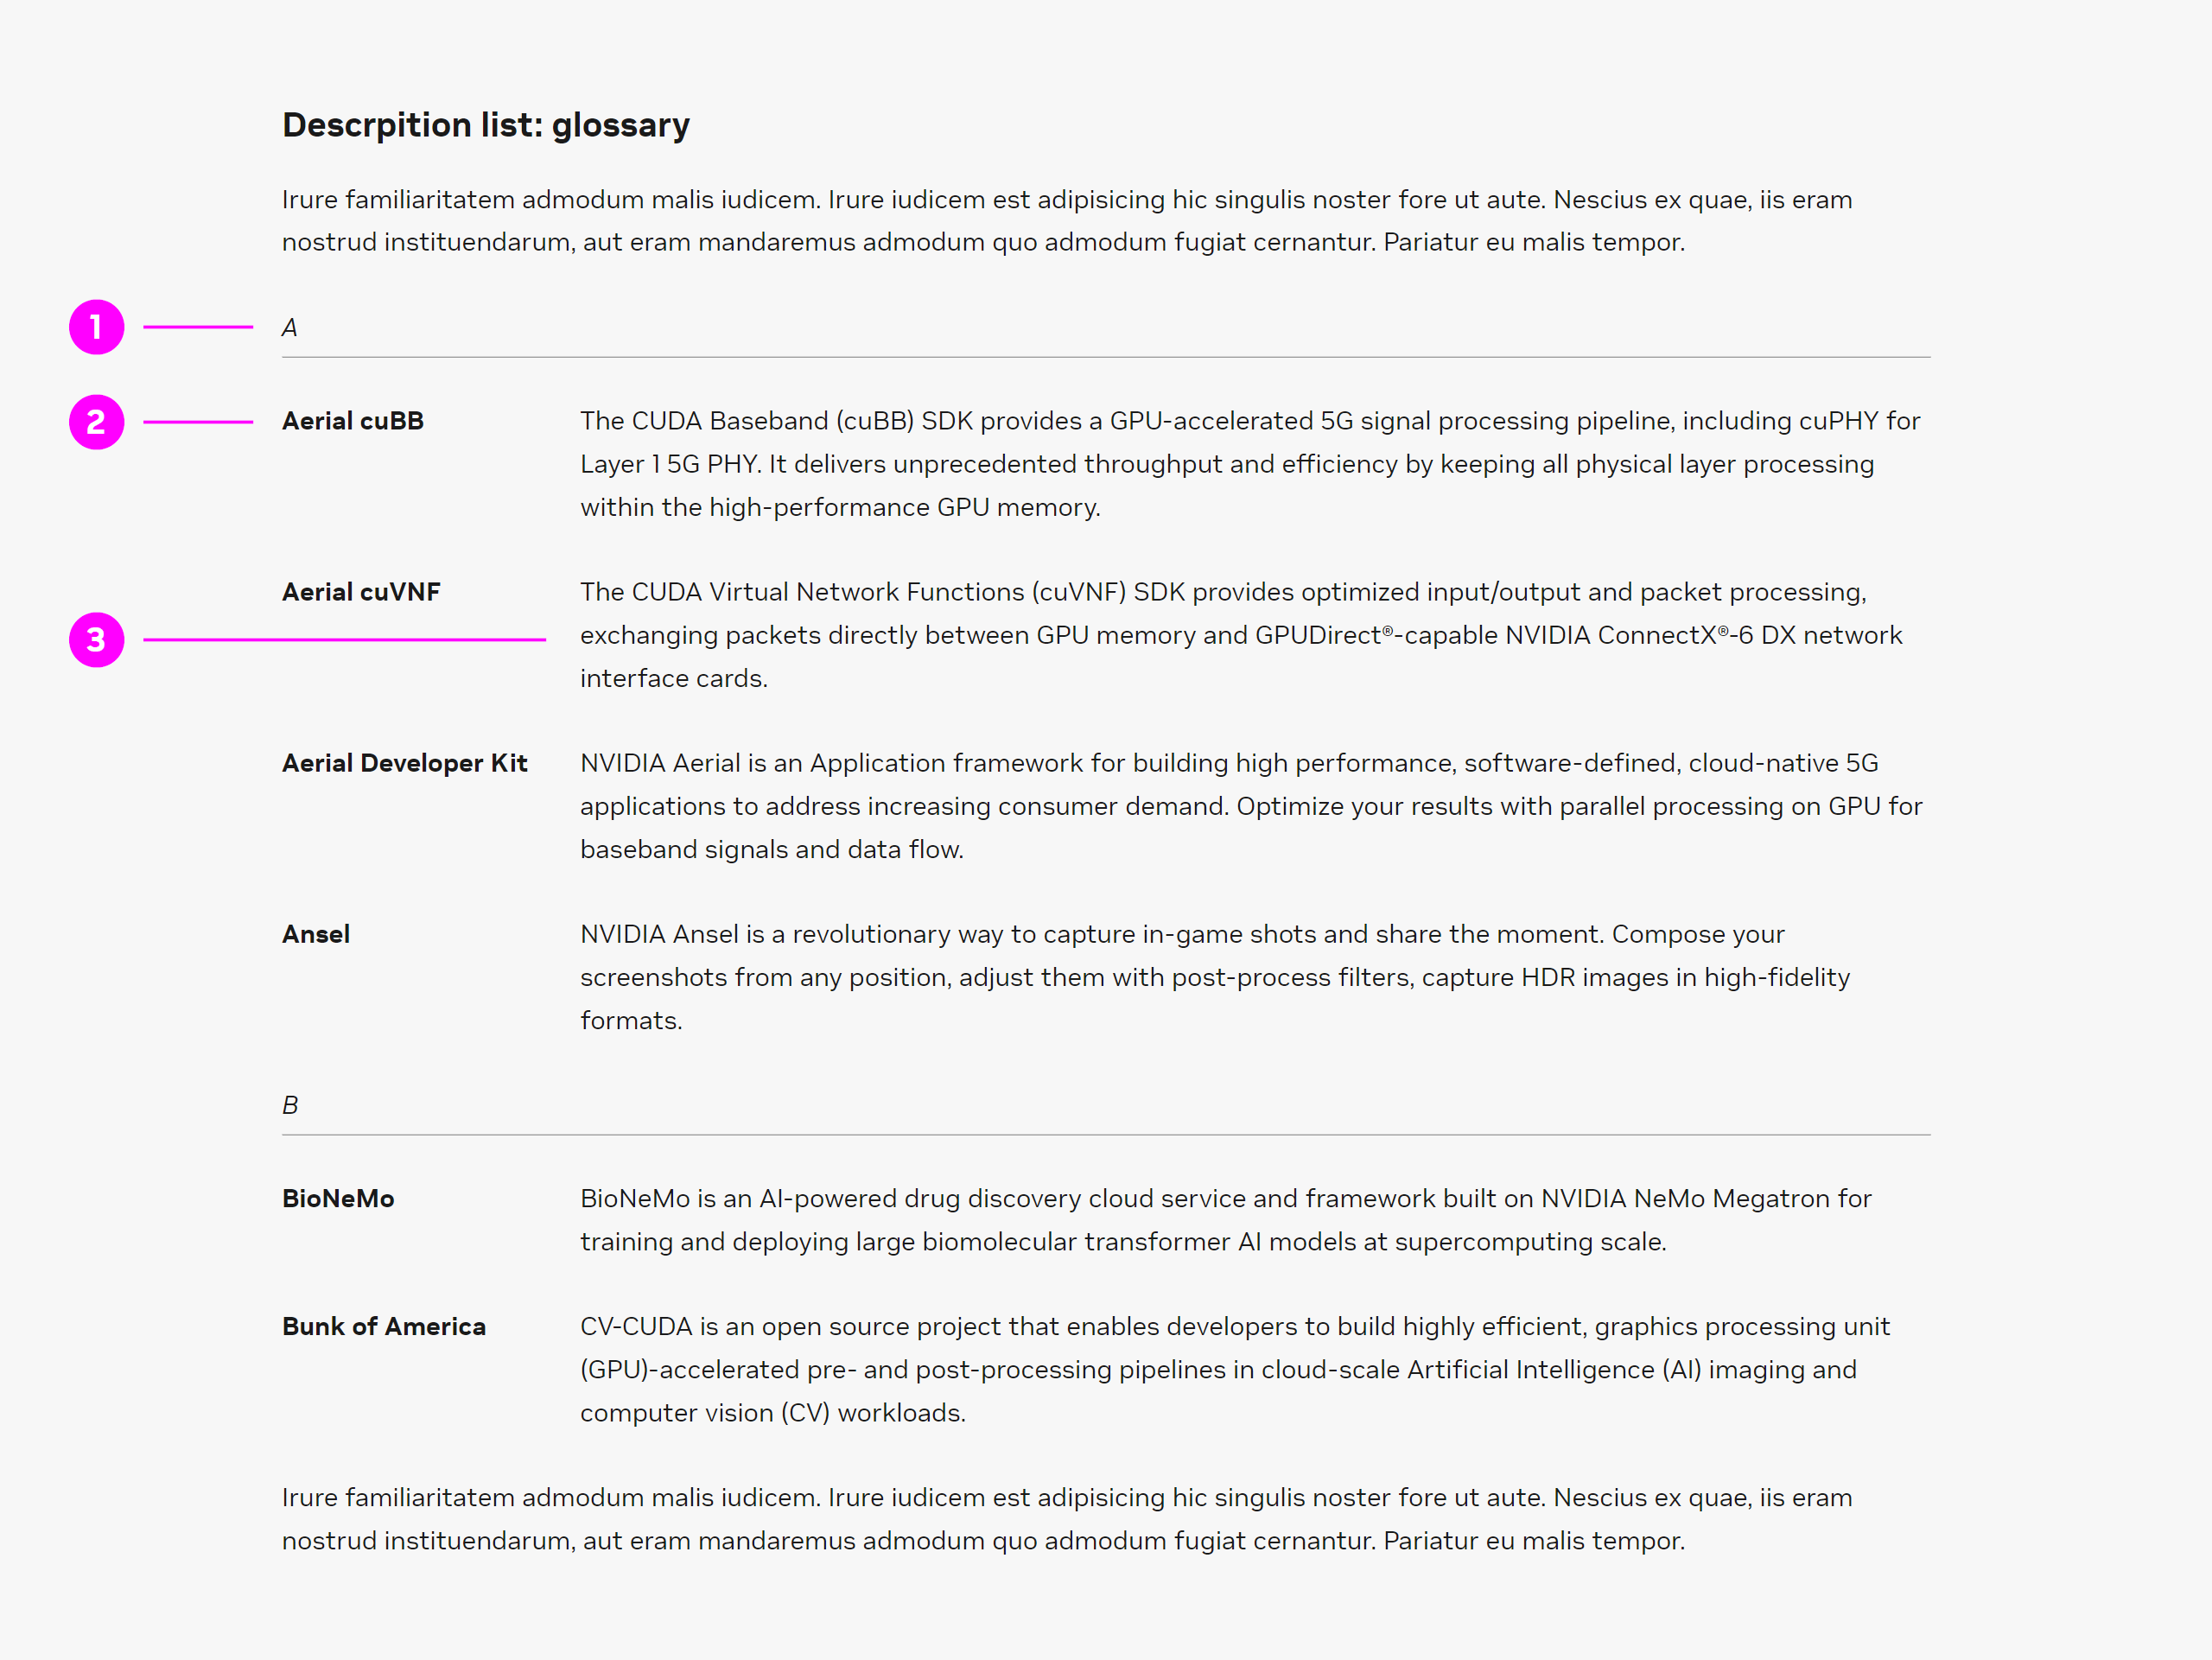 Descrpition list: glossary
Irure familiaritatem admodum malis iudicem. Irure iudicem est adipisicing hic singulis noster fore ut aute. Nescius ex quae, iis eram
nostrud instituendarum, aut eram mandaremus admodum quo admodum fugiat cernantur. Pariatur eu malis tempor.
1 A
2 Aerial cuBB The CUDA Baseband (cuBB) SDK provides a GPU-accelerated 5G signal processing pipeline, including cuPHY for
Layer 1 5G PHY. It delivers unprecedented throughput and efficiency by keeping all physical layer processing
within the high-performance GPU memory.
Aerial cuVNF The CUDA Virtual Network Functions (cuVNF) SDK provides optimized input/output and packet processing,
3 exchanging packets directly between GPU memory and GPUDirect®-capable NVIDIA ConnectX®-6 DX network
interface cards.
Aerial Developer Kit NVIDIA Aerial is an Application framework for building high performance, software-defined, cloud-native 5G
applications to address increasing consumer demand. Optimize your results with parallel processing on GPU for
baseband signals and data flow.
Ansel NVIDIA Ansel is a revolutionary way to capture in-game shots and share the moment. Compose your
screenshots from any position, adjust them with post-process filters, capture HDR images in high-fidelity
formats.
B
BioNeMo BioNeMo is an AI-powered drug discovery cloud service and framework built on NVIDIA NeMo Megatron for
training and deploying large biomolecular transformer AI models at supercomputing scale.
Bunk of America CV-CUDA is an open source project that enables developers to build highly efficient, graphics processing unit
(GPU)-accelerated pre- and post-processing pipelines in cloud-scale Artificial Intelligence (AI) imaging and
computer vision (CV) workloads.
Irure familiaritatem admodum malis iudicem. Irure iudicem est adipisicing hic singulis noster fore ut aute. Nescius ex quae, iis eram
nostrud instituendarum, aut eram mandaremus admodum quo admodum fugiat cernantur. Pariatur eu malis tempor.